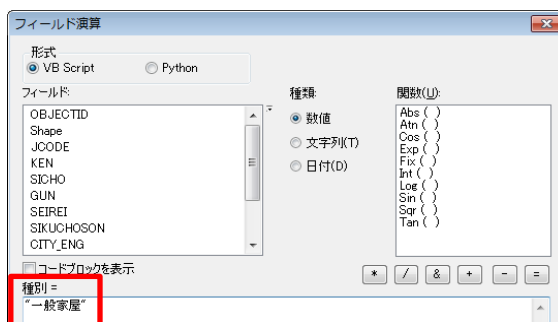 フィールド演算
形式
VB Script
Python
フィールド:
OBJECTID
Shape
JCODE
KEN
SICHO
GUN
SEIREI
SIKUCHOSON
CITY_ENG
種類:
数値
文字列(T)
日付(D)
関数(U):
Abs ( )
Atn ( )
Cos ( )
Exp ( )
Fix ( )
Int ( )
Log ( )
Sin ( )
Sqr ( )
Tan ( )
コードブロックを表示
* / & + - =
種別 =
"一般家屋"